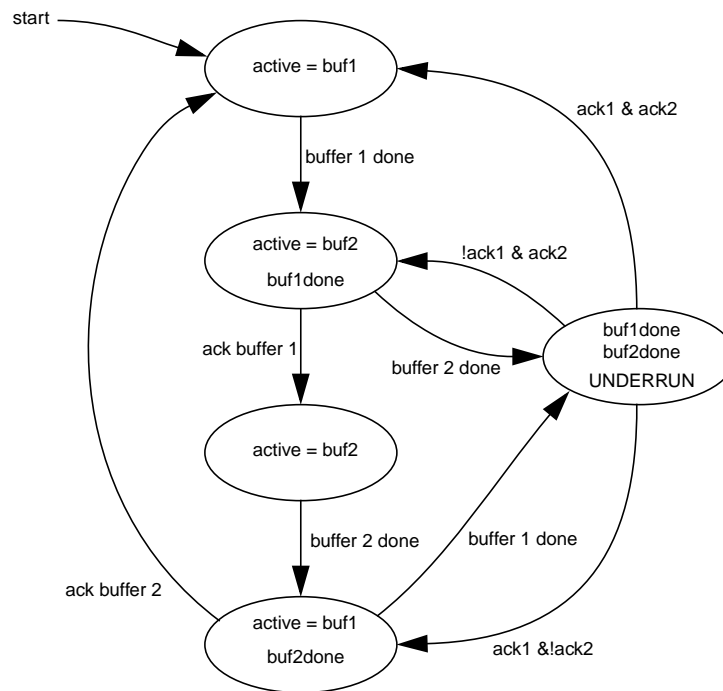 start
active = buf1
ack1 & ack2
buffer 1 done
active = buf2
buf1done
!ack1 & ack2
buf1done
buf2done
UNDERRUN
ack buffer 1
buffer 2 done
active = buf2
buffer 2 done
buffer 1 done
ack buffer 2
active = buf1
buf2done
ack1 &!ack2